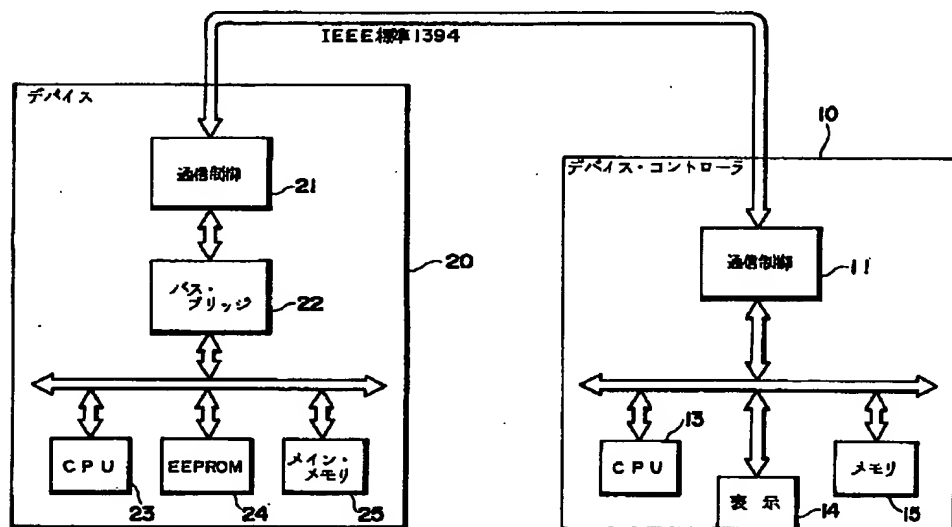 IEEE標準1394
デバイス
通信制御
21
バス・
ブリッジ
22
20
CPU
23
EEPROM
24
メイン・
メモリ
25
10
デバイス・コントローラ
通信制御
11
CPU
13
表示
14
メモリ
15